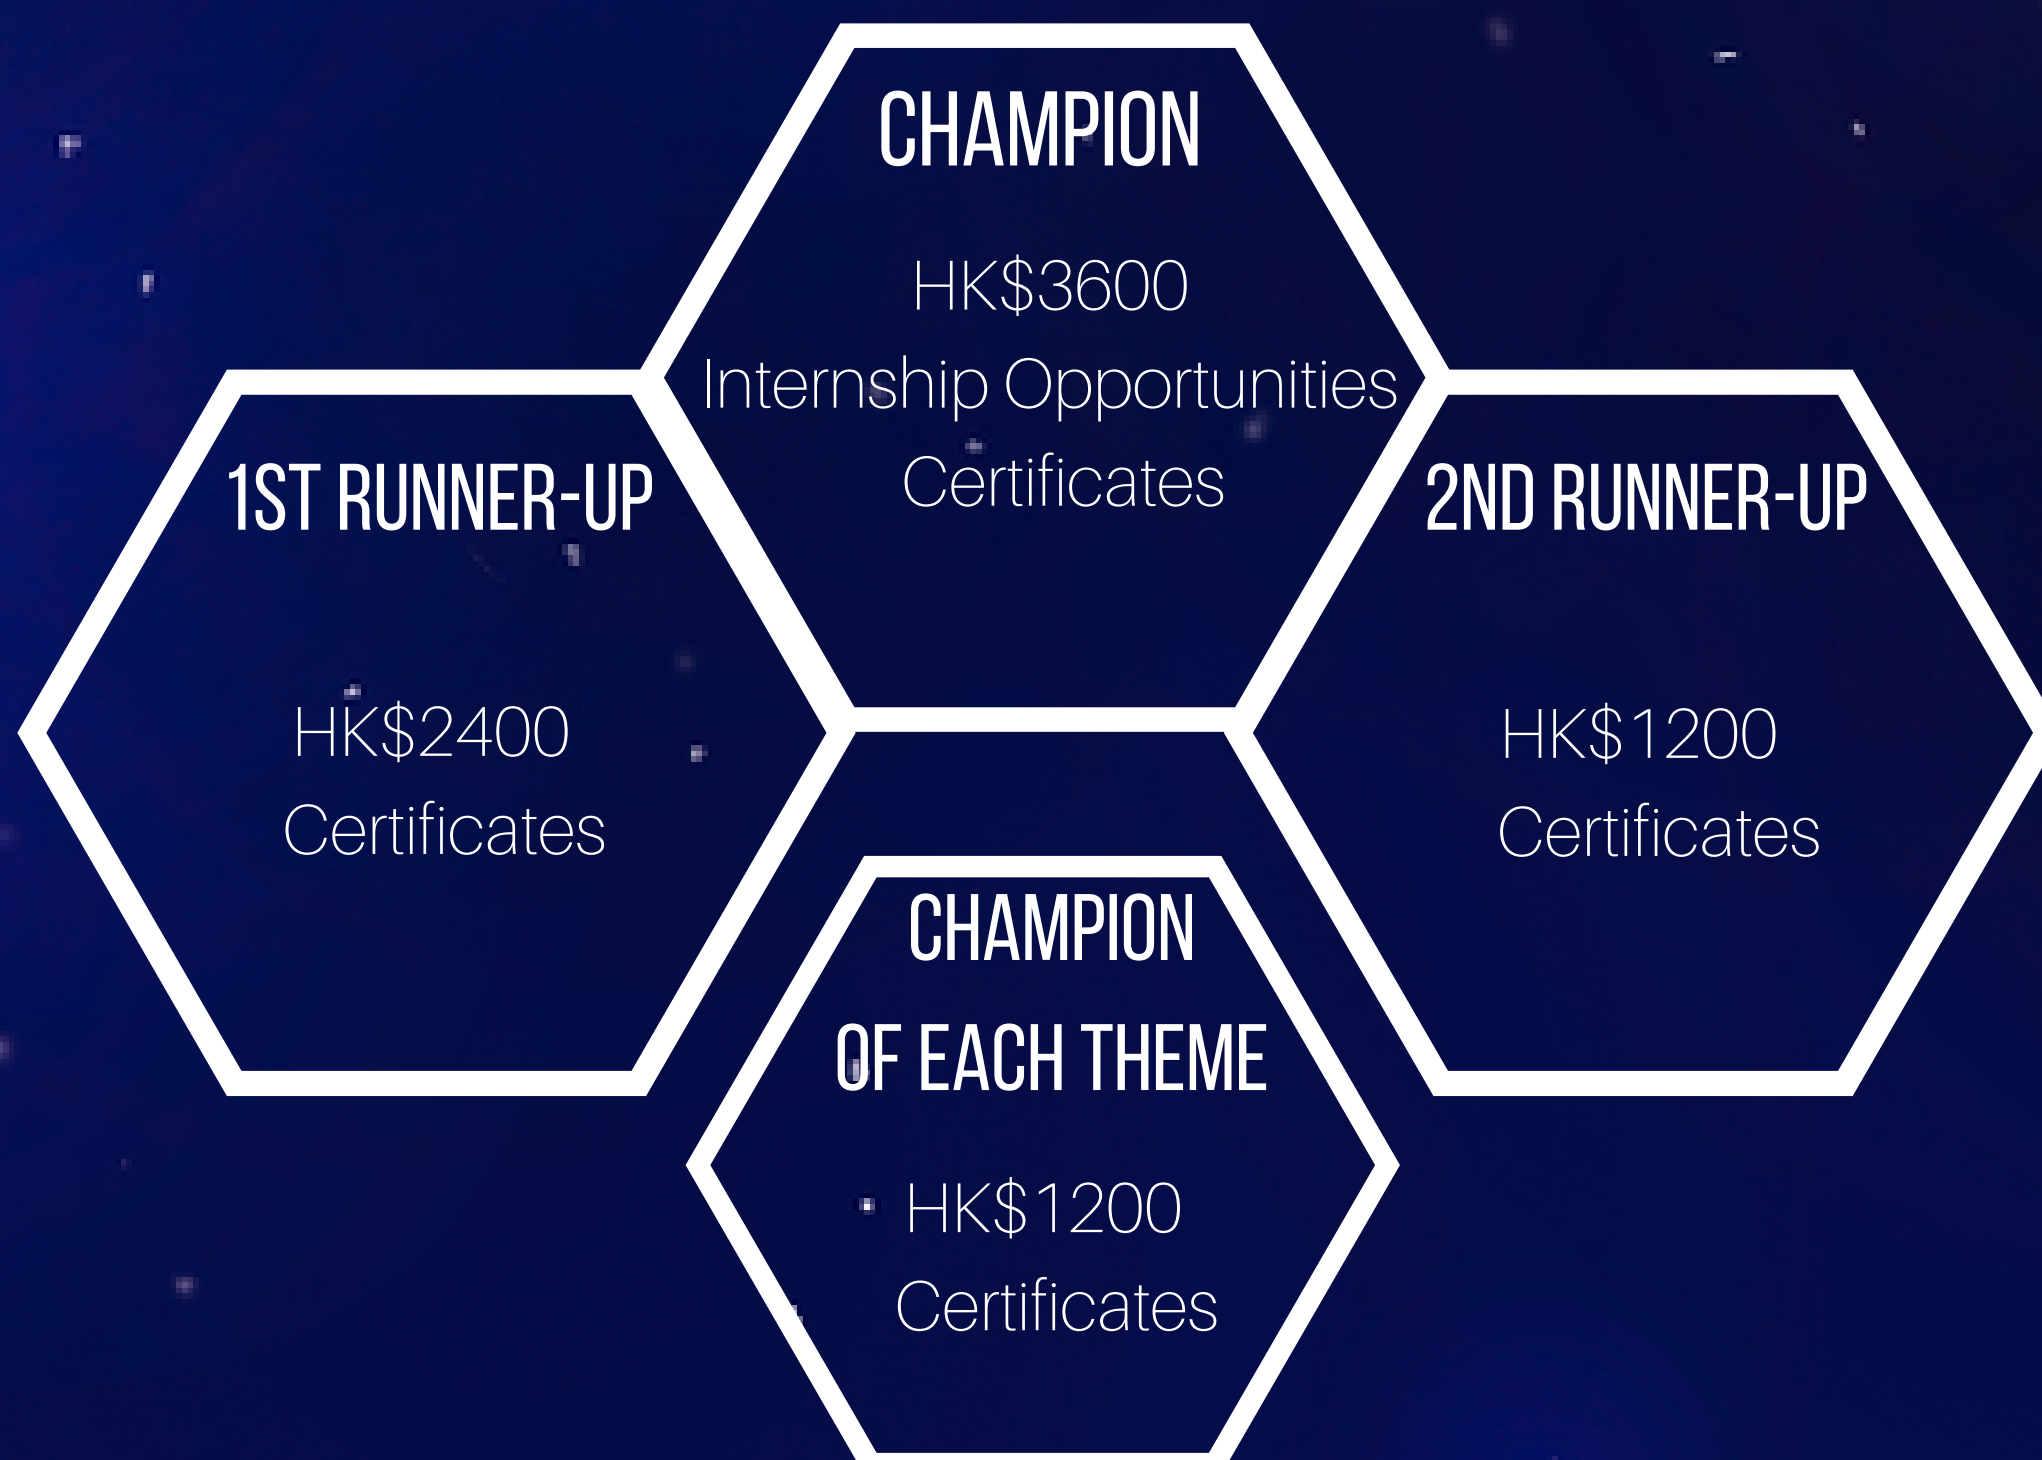 CHAMPION
HK$3600
Internship Opportunities
Certificates
1ST RUNNER-UP
HK$2400
Certificates
2ND RUNNER-UP
HK$1200
Certificates
CHAMPION
OF EACH THEME
HK$1200
Certificates